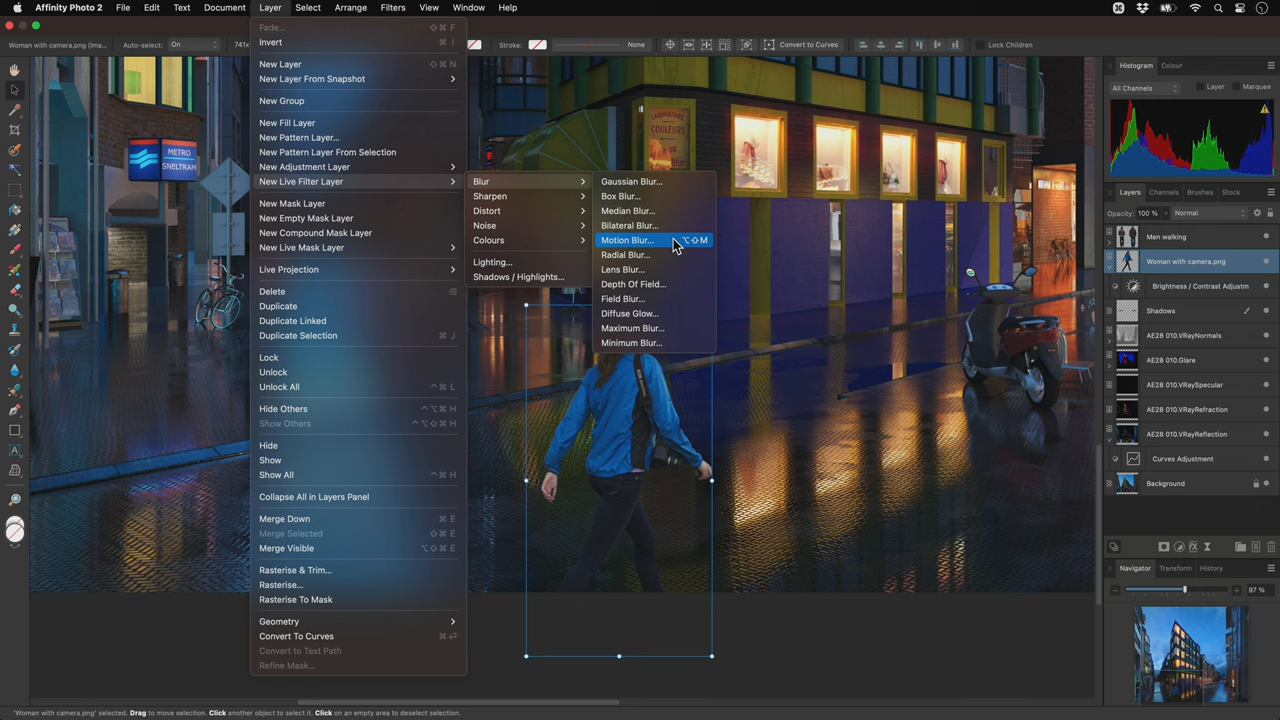 Affinity Photo 2 File Edit Text Document Layer Select Arrange Filters View Window Help
Woman with camera.png (Ima... Auto-select: On 741x Stroke: None Convert to Curves Lock Children
Fade... ⇧⌘ F
Invert ⌘ I
New Layer ⇧⌘ N
New Layer From Snapshot
New Group
New Fill Layer
New Pattern Layer...
New Pattern Layer From Selection
New Adjustment Layer
New Live Filter Layer
New Mask Layer
New Empty Mask Layer
New Compound Mask Layer
New Live Mask Layer
Live Projection
Delete
Duplicate
Duplicate Linked
Duplicate Selection ⌘ J
Lock
Unlock
Unlock All ^⌘ L
Hide Others ^⌥⌘ H
Show Others ^⌥⇧⌘ H
Hide
Show
Show All ^⌘ H
Collapse All in Layers Panel
Merge Down ⌘ E
Merge Selected ⇧⌘ E
Merge Visible ⌥⇧⌘ E
Rasterise & Trim...
Rasterise...
Rasterise To Mask
Geometry
Convert To Curves ⌘⏎
Convert to Text Path
Refine Mask...
Blur
Sharpen
Distort
Noise
Colours
Lighting...
Shadows / Highlights...
Gaussian Blur...
Box Blur...
Median Blur...
Bilateral Blur...
Motion Blur... ⌥⇧M
Radial Blur...
Lens Blur...
Depth Of Field...
Field Blur...
Diffuse Glow...
Maximum Blur...
Minimum Blur...
METRO
SNELTRAM
LABORATOIRE
COULEURS
Histogram Colour
All Channels Layer Marquee
Layers Channels Brushes Stock
Opacity: 100 % Normal
Men walking
Woman with camera.png
Brightness / Contrast Adjustm
Shadows
AE28 010.VRayNormals
AE28 010.Glare
AE28 010.VRaySpecular
AE28 010.VRayRefraction
AE28 010.VRayReflection
Curves Adjustment
Background
Navigator Transform History
97 %
'Woman with camera.png' selected. Drag to move selection. Click another object to select it. Click on an empty area to deselect selection.